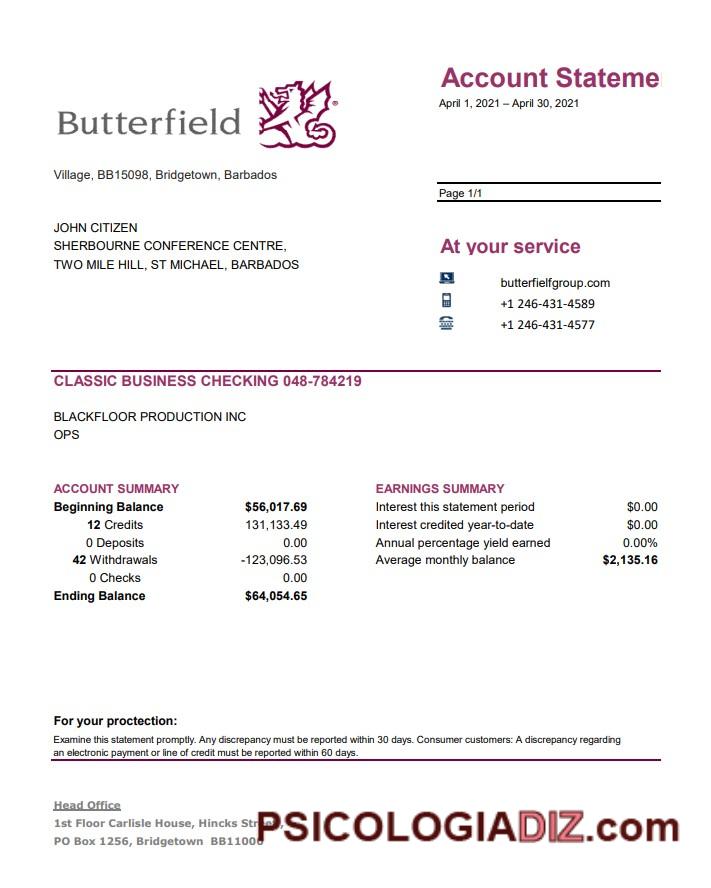 Butterfield
®
Account Stateme
April 1, 2021 – April 30, 2021
Village, BB15098, Bridgetown, Barbados
Page 1/1
JOHN CITIZEN
SHERBOURNE CONFERENCE CENTRE,
TWO MILE HILL, ST MICHAEL, BARBADOS
At your service
butterfielfgroup.com
+1 246-431-4589
+1 246-431-4577
CLASSIC BUSINESS CHECKING 048-784219
BLACKFLOOR PRODUCTION INC
OPS
ACCOUNT SUMMARY
Beginning Balance $56,017.69
12 Credits 131,133.49
0 Deposits 0.00
42 Withdrawals -123,096.53
0 Checks 0.00
Ending Balance $64,054.65
EARNINGS SUMMARY
Interest this statement period $0.00
Interest credited year-to-date $0.00
Annual percentage yield earned 0.00%
Average monthly balance $2,135.16
For your proctection:
Examine this statement promptly. Any discrepancy must be reported within 30 days. Consumer customers: A discrepancy regarding
an electronic payment or line of credit must be reported within 60 days.
Head Office
1st Floor Carlisle House, Hincks Street,
PO Box 1256, Bridgetown BB11000
PSICOLOGIADIZ.com